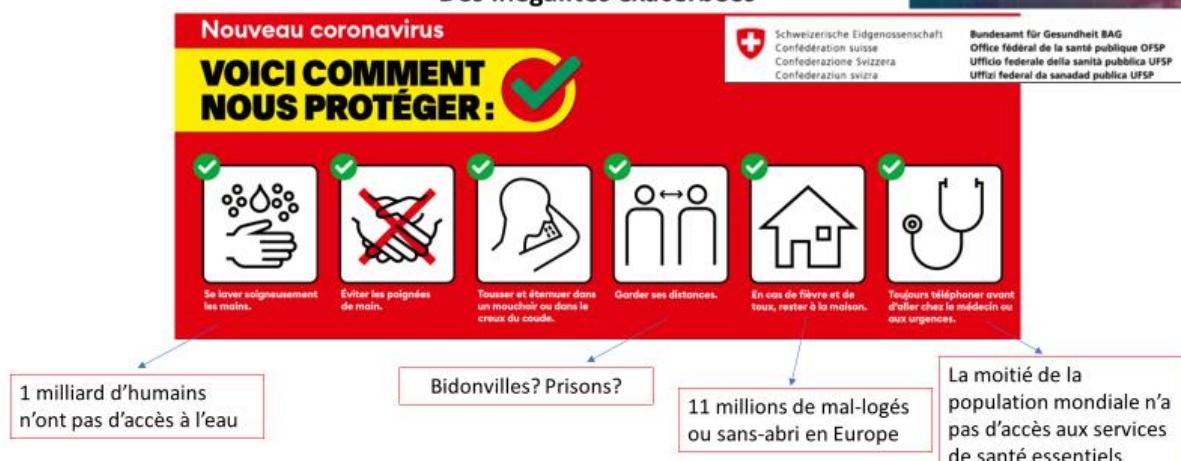 Des inégalités exacerbées
Nouveau coronavirus
VOICI COMMENT
NOUS PROTÉGER :
Schweizerische Eidgenossenschaft
Confédération suisse
Confederazione Svizzera
Confederaziun svizra
Bundesamt für Gesundheit BAG
Office fédéral de la santé publique OFSP
Ufficio federale della sanità pubblica UFSP
Uffizi federal da sanadad publica UFSP
Se laver soigneusement
les mains.
Éviter les poignées
de main.
Tousser et éternuer dans
un mouchoir ou dans le
creux du coude.
Garder ses distances.
En cas de fièvre et de
toux, rester à la maison.
Toujours téléphoner avant
d'aller chez le médecin ou
aux urgences.
1 milliard d’humains
n’ont pas d’accès à l’eau
Bidonvilles? Prisons?
11 millions de mal-logés
ou sans-abri en Europe
La moitié de la
population mondiale n’a
pas d’accès aux services
de santé essentiels